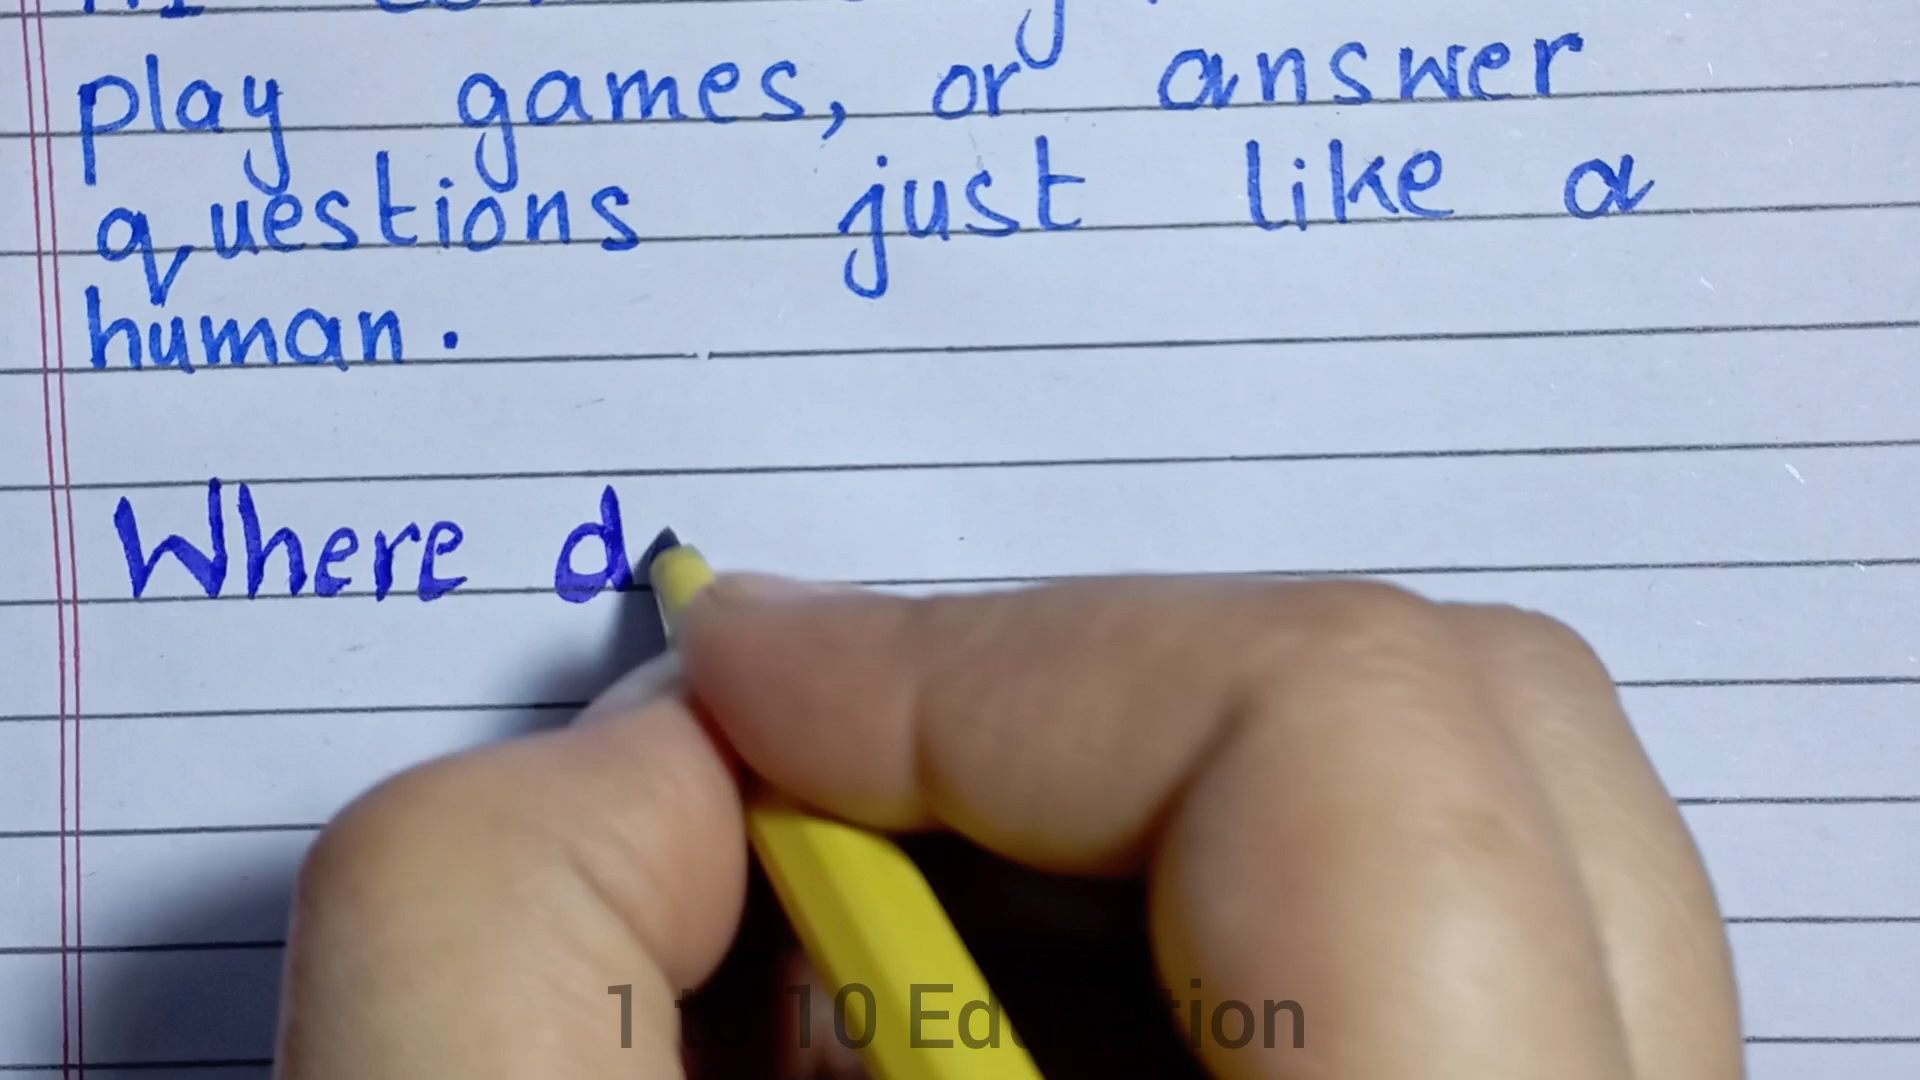 play games, or answer
questions just like a
human.
Where d
1 to 10 Education